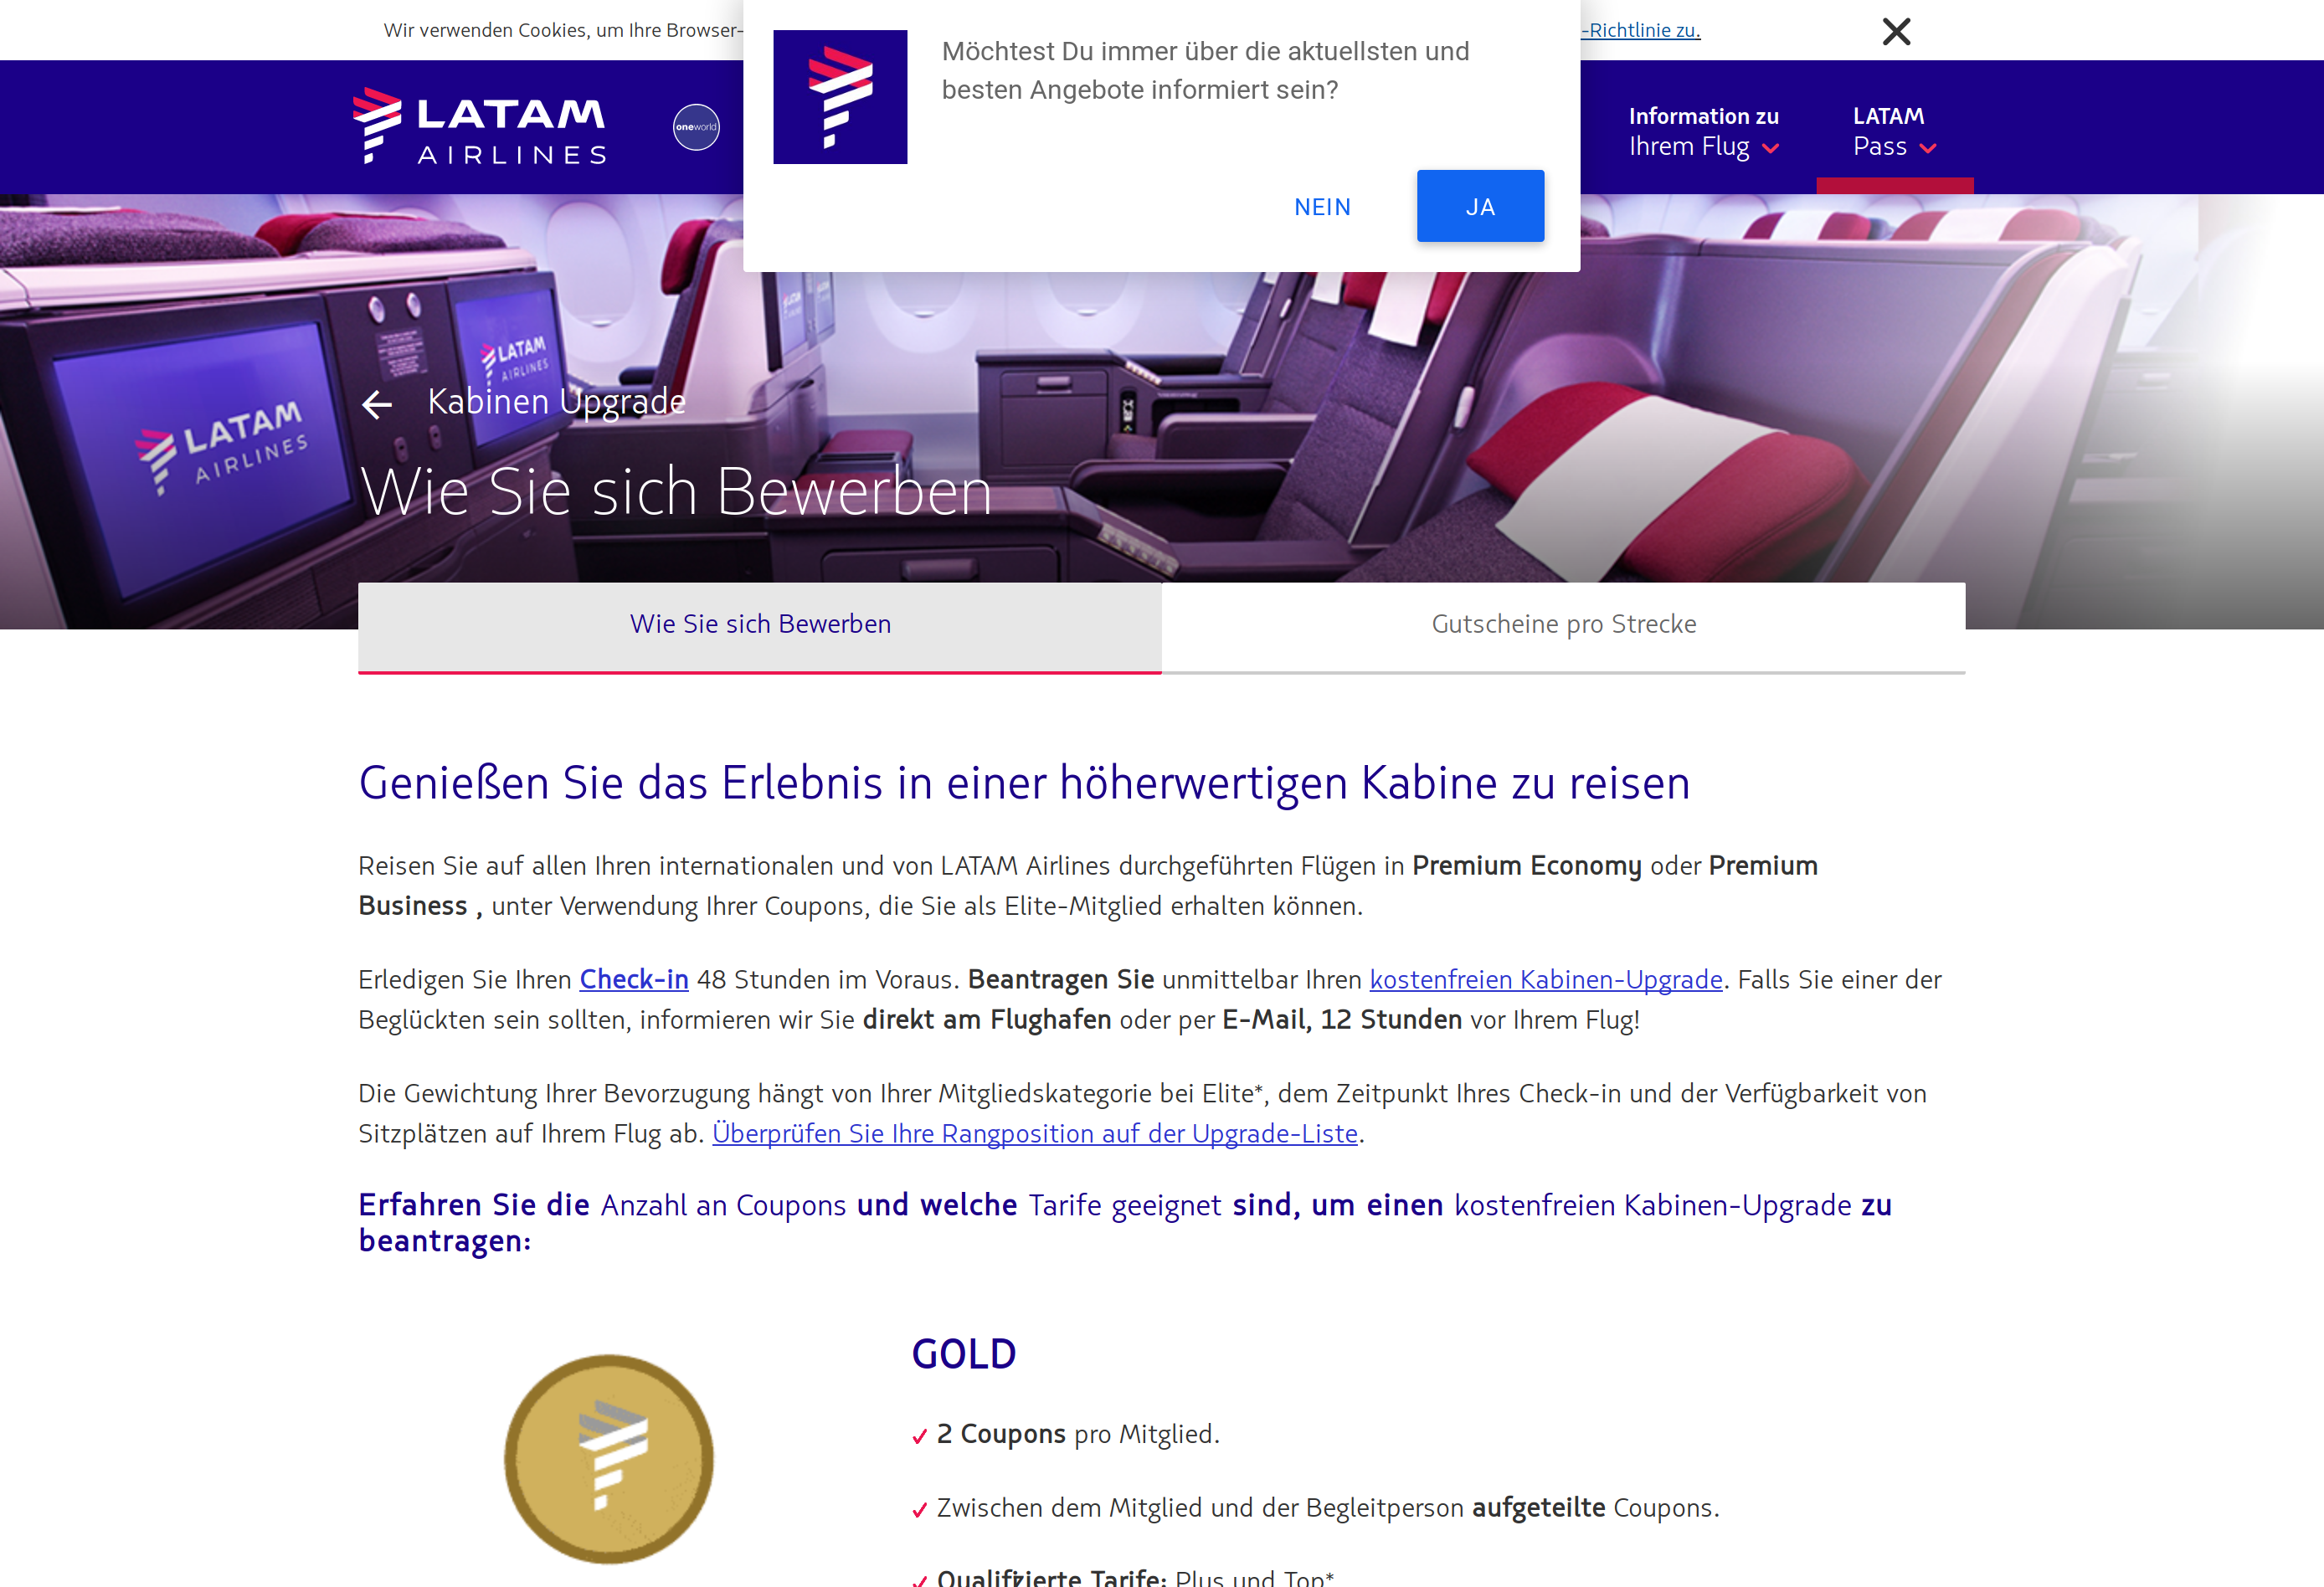 Wir verwenden Cookies, um Ihre Browser-
-Richtlinie zu.
Möchtest Du immer über die aktuellsten und
besten Angebote informiert sein?
NEIN
JA
LATAM
AIRLINES
oneworld
Information zu
Ihrem Flug
LATAM
Pass
LATAM
AIRLINES
LATAM
AIRLINES
Kabinen Upgrade
Wie Sie sich Bewerben
Wie Sie sich Bewerben
Gutscheine pro Strecke
Genießen Sie das Erlebnis in einer höherwertigen Kabine zu reisen
Reisen Sie auf allen Ihren internationalen und von LATAM Airlines durchgeführten Flügen in Premium Economy oder Premium
Business , unter Verwendung Ihrer Coupons, die Sie als Elite-Mitglied erhalten können.
Erledigen Sie Ihren Check-in 48 Stunden im Voraus. Beantragen Sie unmittelbar Ihren kostenfreien Kabinen-Upgrade. Falls Sie einer der
Beglückten sein sollten, informieren wir Sie direkt am Flughafen oder per E-Mail, 12 Stunden vor Ihrem Flug!
Die Gewichtung Ihrer Bevorzugung hängt von Ihrer Mitgliedskategorie bei Elite*, dem Zeitpunkt Ihres Check-in und der Verfügbarkeit von
Sitzplätzen auf Ihrem Flug ab. Überprüfen Sie Ihre Rangposition auf der Upgrade-Liste.
Erfahren Sie die Anzahl an Coupons und welche Tarife geeignet sind, um einen kostenfreien Kabinen-Upgrade zu
beantragen:
GOLD
2 Coupons pro Mitglied.
Zwischen dem Mitglied und der Begleitperson aufgeteilte Coupons.
Qualifizierte Tarife: Plus und Top*